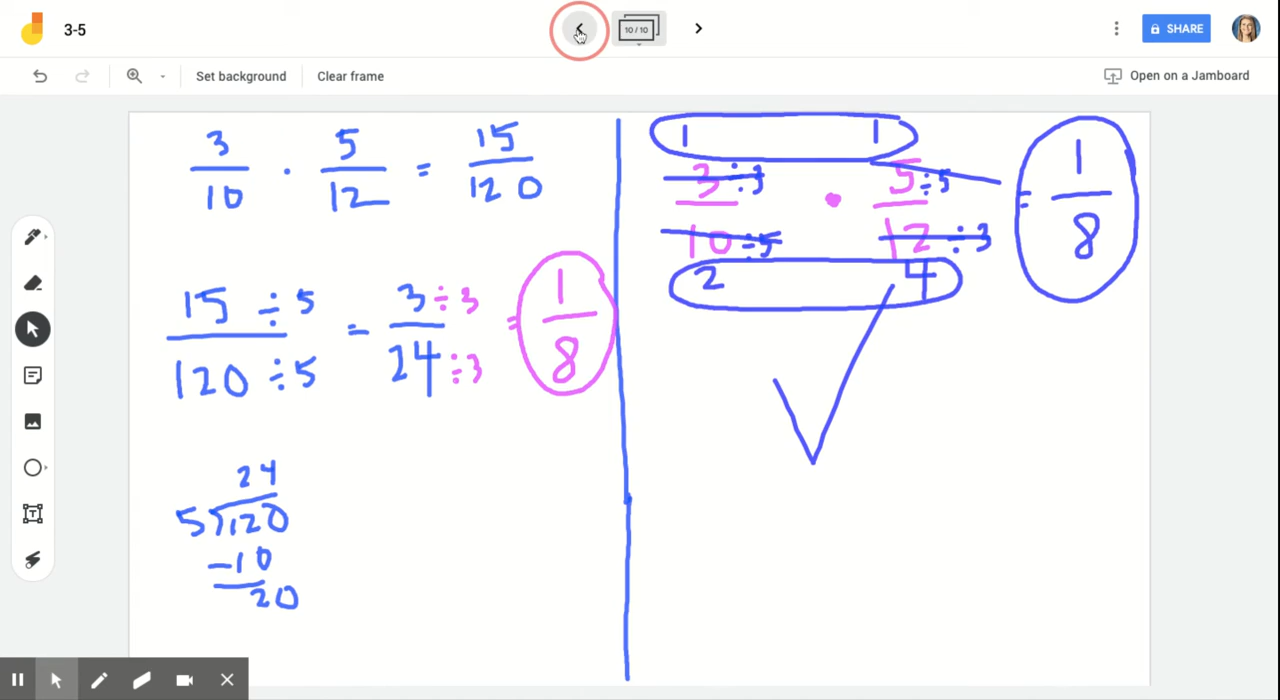 3-5
10 / 10
SHARE
Set background
Clear frame
Open on a Jamboard
3/10 · 5/12 = 15/120
15 ÷ 5 / 120 ÷ 5 = 3 ÷ 3 / 24 ÷ 3 = 1/8
24
5)120
-10
20
1 1
3 ÷ 3 · 5 ÷ 5
10 ÷ 5 12 ÷ 3
2 4
= 1/8